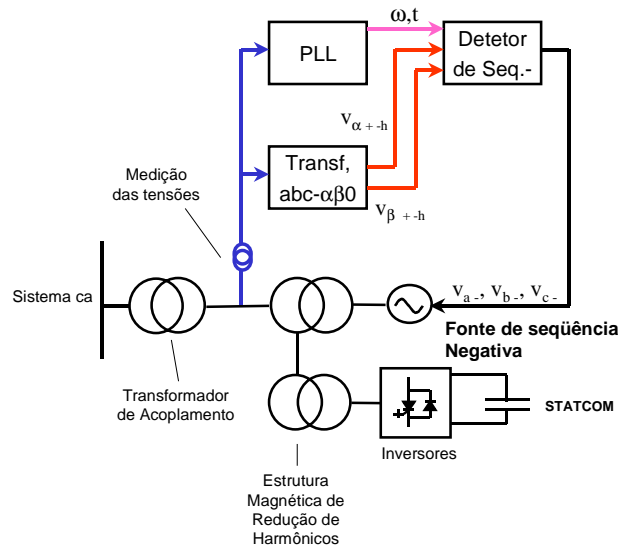 ω,t
PLL
Detetor
de Seq.-
vα + -h
Transf,
abc-αβ0
vβ + -h
Medição
das tensões
Sistema ca
va -, vb -, vc -
Fonte de seqüência
Negativa
Transformador
de Acoplamento
STATCOM
Inversores
Estrutura
Magnética de
Redução de
Harmônicos